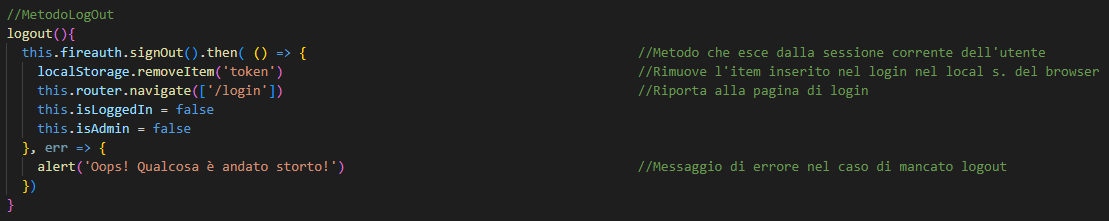 //MetodoLogOut
logout(){
this.fireauth.signOut().then( () => { //Metodo che esce dalla sessione corrente dell'utente
localStorage.removeItem('token') //Rimuove l'item inserito nel login nel local s. del browser
this.router.navigate(['/login']) //Riporta alla pagina di login
this.isLoggedIn = false
this.isAdmin = false
}, err => {
alert('Oops! Qualcosa è andato storto!') //Messaggio di errore nel caso di mancato logout
})
}